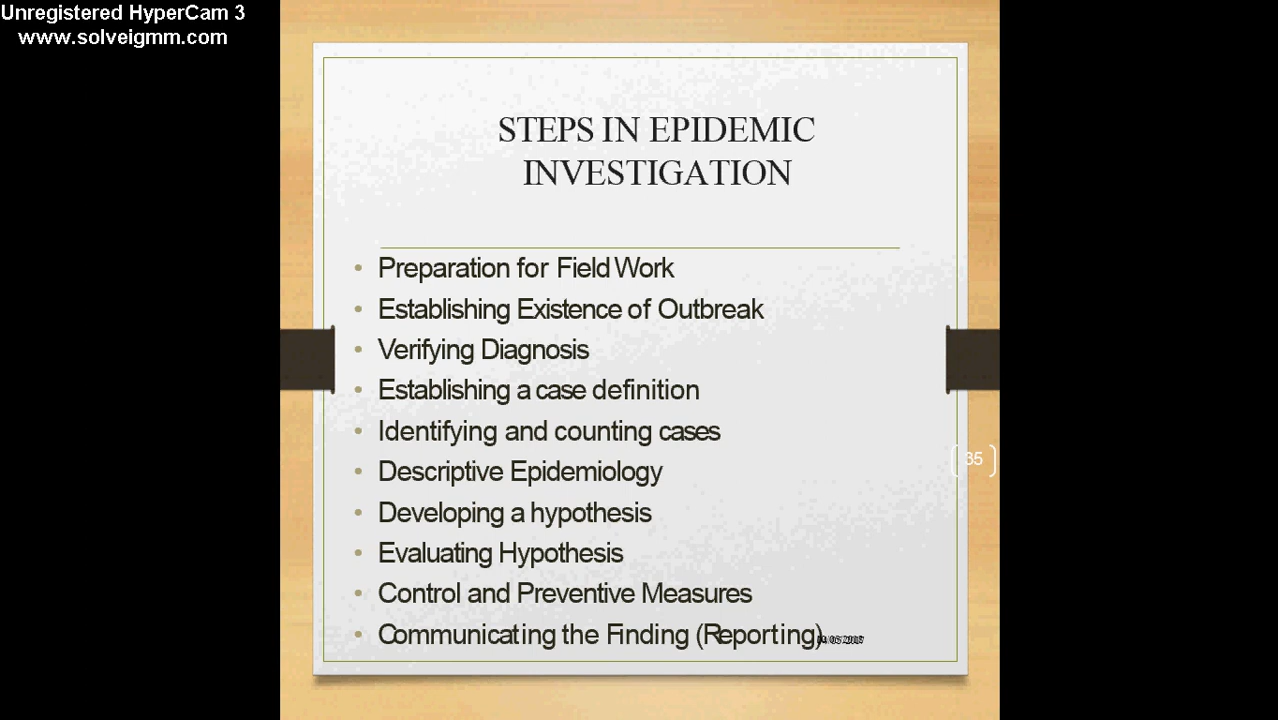 Unregistered HyperCam 3
www.solveigmm.com
STEPS IN EPIDEMIC
INVESTIGATION
• Preparation for Field Work
• Establishing Existence of Outbreak
• Verifying Diagnosis
• Establishing a case definition
• Identifying and counting cases
35
• Descriptive Epidemiology
• Developing a hypothesis
• Evaluating Hypothesis
• Control and Preventive Measures
• Communicating the Finding (Reporting)